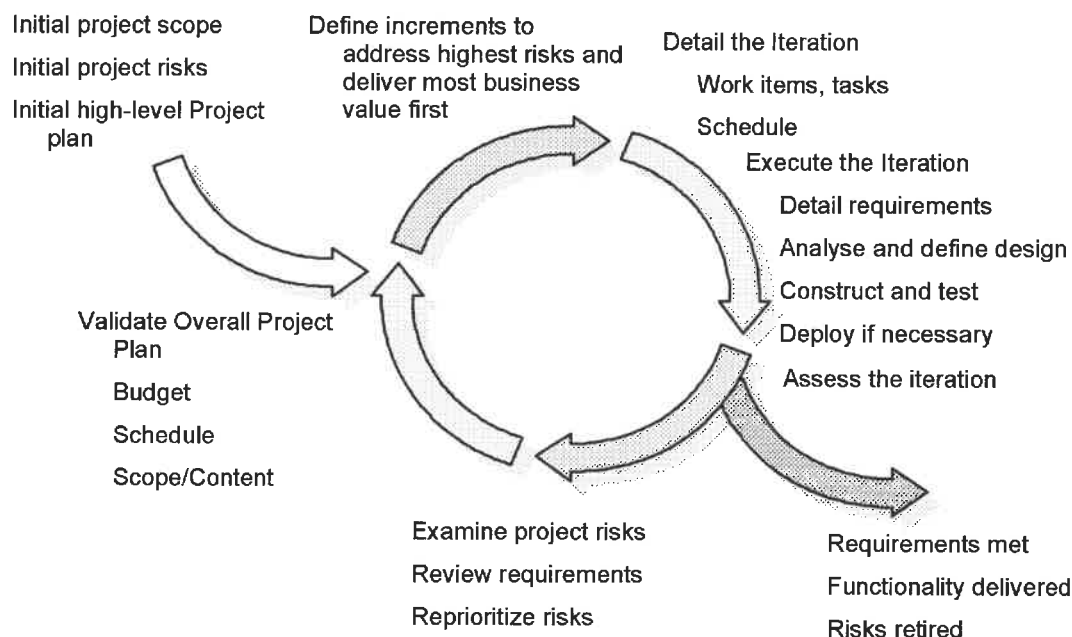 Initial project scope
Initial project risks
Initial high-level Project
plan
Define increments to
address highest risks and
deliver most business
value first
Detail the Iteration
Work items, tasks
Schedule
Execute the Iteration
Detail requirements
Analyse and define design
Construct and test
Deploy if necessary
Assess the iteration
Validate Overall Project
Plan
Budget
Schedule
Scope/Content
Examine project risks
Review requirements
Reprioritize risks
Requirements met
Functionality delivered
Risks retired